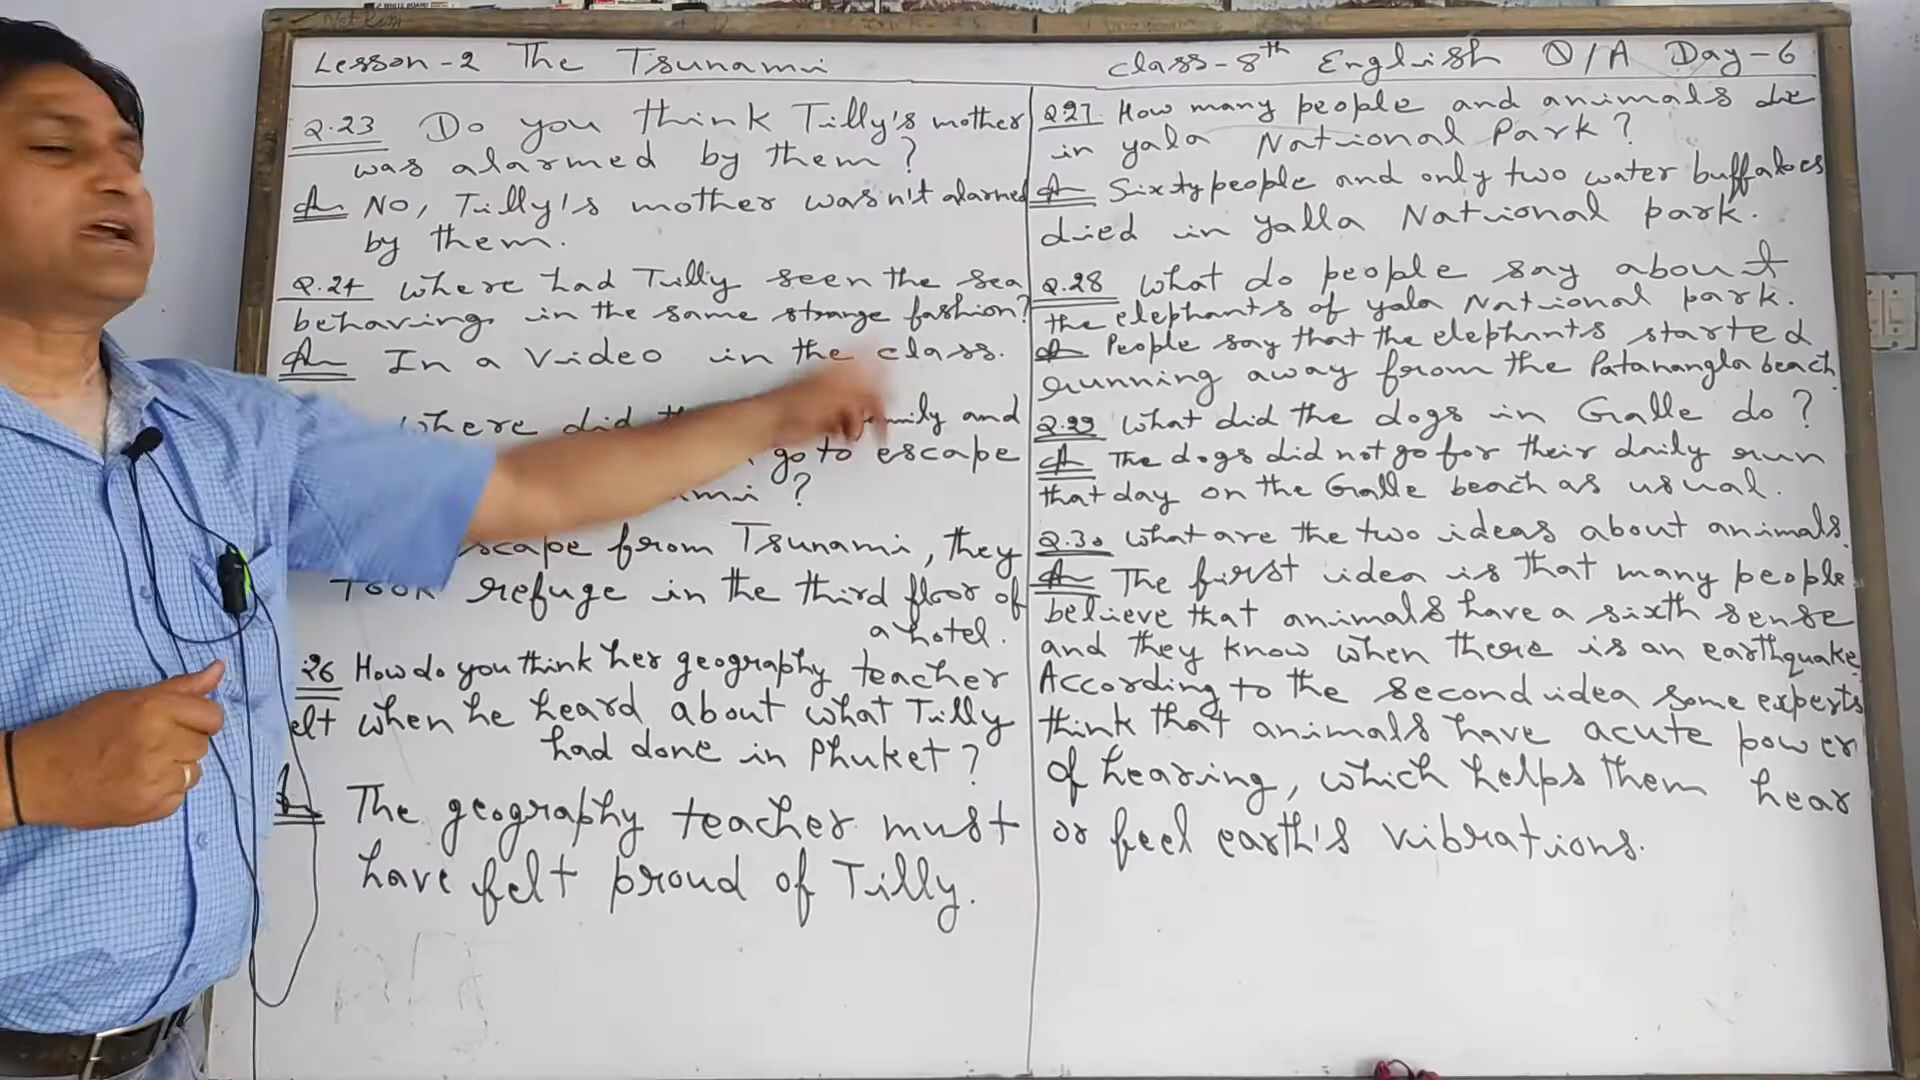 Lesson-2 The Tsunami
Class-8th English Q/A Day-6
Q.23 Do you think Tilly's mother
was alarmed by them?
A No, Tilly's mother wasn't alarmed
by them.
Q.24 Where had Tilly seen the sea
behaving in the same strange fashion?
A In a video in the class.
Where did family and
go to escape
?
from Tsunami, they
Took refuge in the third floor of
a hotel.
26 How do you think her geography teacher
elt when he heard about what Tilly
had done in Phuket?
A The geography teacher must
have felt proud of Tilly.
Q27. How many people and animals die
in yala National Park?
A Sixty people and only two water buffaloes
died in yalla National park.
Q.28 What do people say about
the elephants of yala National park.
A People say that the elephants started
running away from the Patanangla beach
Q.29 What did the dogs in Galle do?
A The dogs did not go for their daily run
that day on the Galle beach as usual.
Q.30 What are the two ideas about animals.
A The first idea is that many people
believe that animals have a sixth sense
and they know when there is an earthquake
According to the second idea some experts
think that animals have acute power
of hearing, which helps them hear
or feel earth's vibrations.